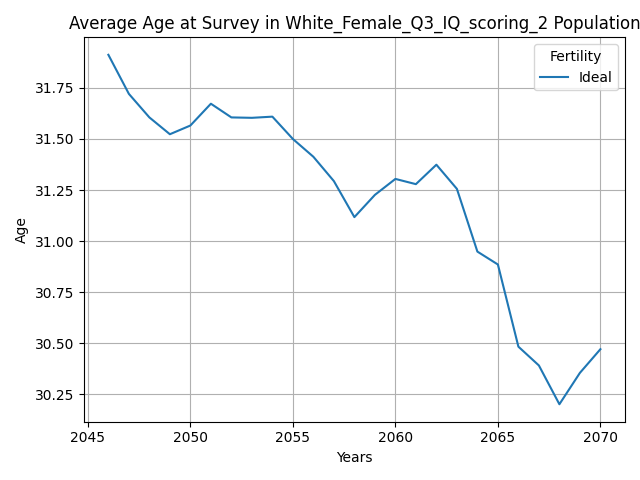 Average Age at Survey in White_Female_Q3_IQ_scoring_2 Population
Fertility
Ideal
31.75
31.50
31.25
31.00
30.75
30.50
30.25
Age
2045 2050 2055 2060 2065 2070
Years